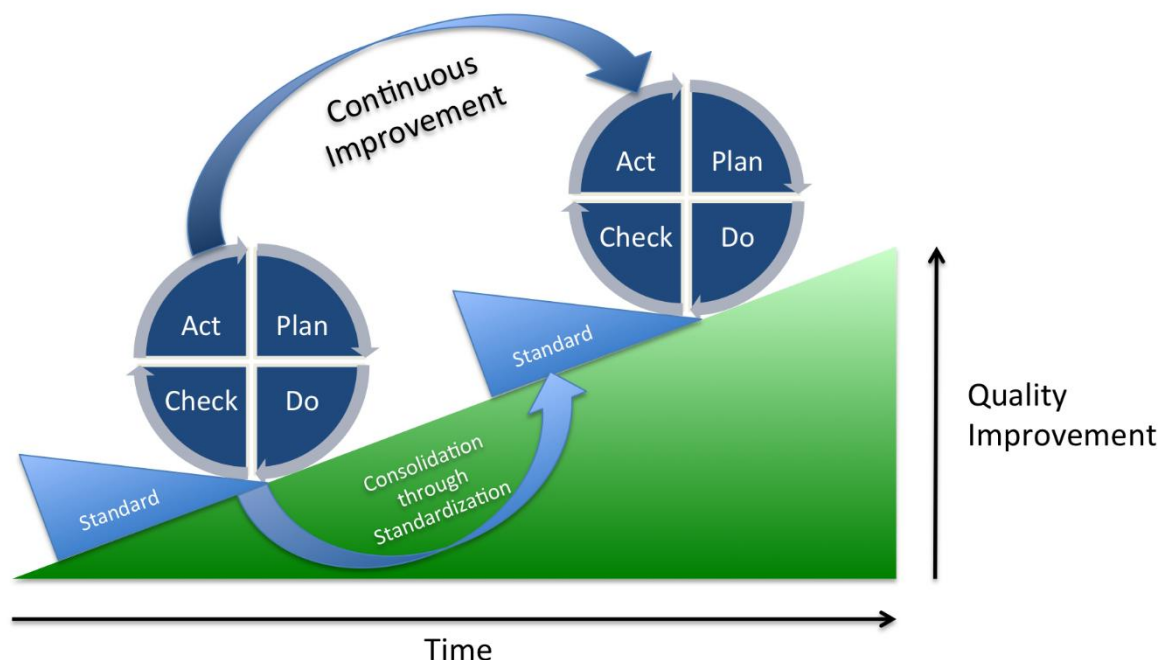 Continuous
Improvement
Act
Plan
Check
Do
Act
Plan
Check
Do
Standard
Standard
Consolidation
through
Standardization
Quality
Improvement
Time